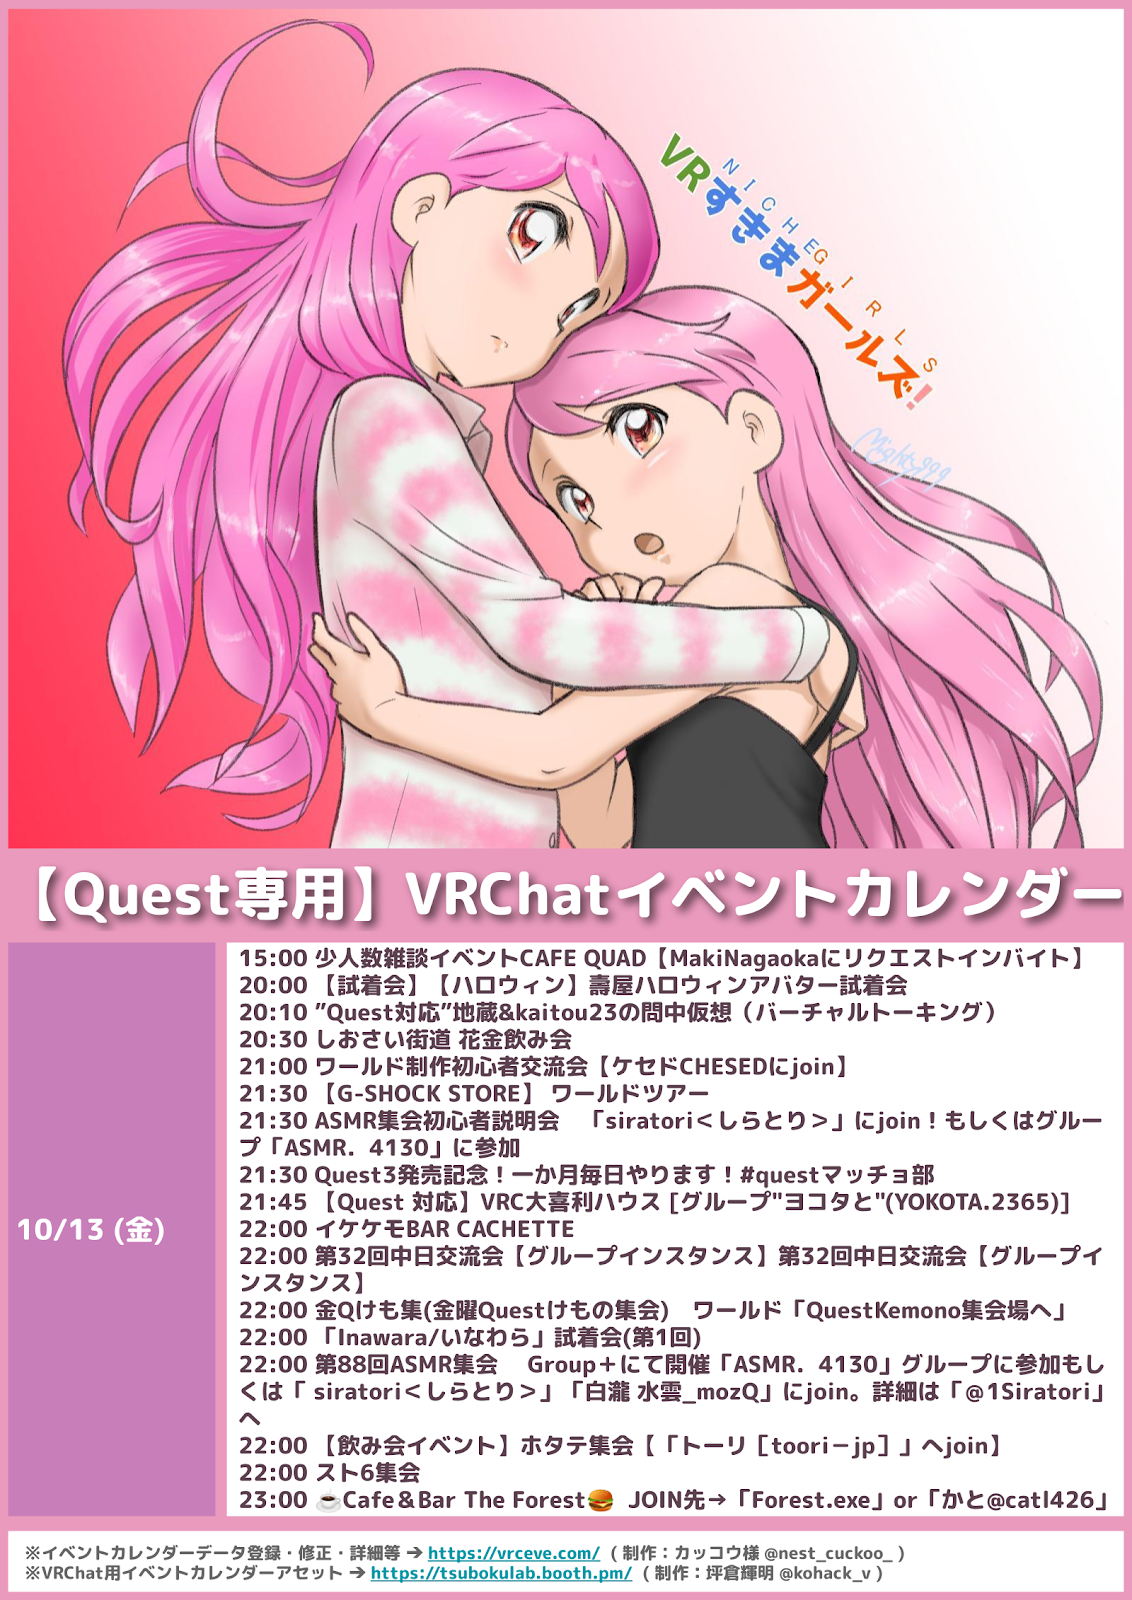 VRすきまガールズ!
NICHE GIRLS
Mighty999
【Quest専用】VRChatイベントカレンダー
10/13 (金)
15:00 少人数雑談イベントCAFE QUAD【MakiNagaokaにリクエストインバイト】
20:00 【試着会】【ハロウィン】壽屋ハロウィンアバター試着会
20:10 ”Quest対応”地蔵&kaitou23の問中仮想（バーチャルトーキング）
20:30 しおさい街道 花金飲み会
21:00 ワールド制作初心者交流会【ケセドCHESEDにjoin】
21:30 【G-SHOCK STORE】 ワールドツアー
21:30 ASMR集会初心者説明会　「siratori＜しらとり＞」にjoin！もしくはグルー
プ「ASMR．4130」に参加
21:30 Quest3発売記念！一か月毎日やります！#questマッチョ部
21:45 【Quest 対応】VRC大喜利ハウス [グループ"ヨコタと"(YOKOTA.2365)]
22:00 イケケモBAR CACHETTE
22:00 第32回中日交流会【グループインスタンス】第32回中日交流会【グループイ
ンスタンス】
22:00 金Qけも集(金曜Questけもの集会)　ワールド「QuestKemono集会場へ」
22:00 「Inawara/いなわら」試着会(第1回)
22:00 第88回ASMR集会　 Group＋にて開催「ASMR．4130」グループに参加もし
くは「 siratori＜しらとり＞」「白瀧 水雲_mozQ」にjoin。詳細は「＠1Siratori」
へ
22:00 【飲み会イベント】ホタテ集会【「トーリ［toori－jp］」へjoin】
22:00 スト6集会
23:00 ☕Cafe＆Bar The Forest🍔 JOIN先→「Forest.exe」or「かと@catl426」
※イベントカレンダーデータ登録・修正・詳細等 ➔ https://vrceve.com/ ( 制作：カッコウ様 @nest_cuckoo_ )
※VRChat用イベントカレンダーアセット ➔ https://tsubokulab.booth.pm/ ( 制作：坪倉輝明 @kohack_v )